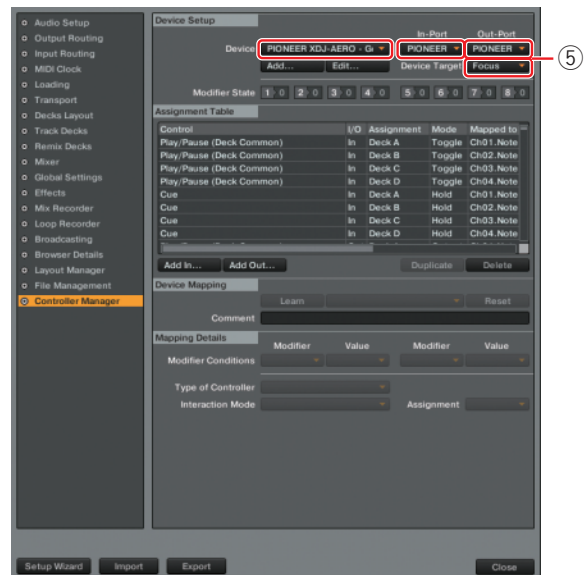 Audio Setup
Output Routing
Input Routing
MIDI Clock
Loading
Transport
Decks Layout
Track Decks
Remix Decks
Mixer
Global Settings
Effects
Mix Recorder
Loop Recorder
Broadcasting
Browser Details
Layout Manager
File Management
Controller Manager
Device Setup
In-Port Out-Port
Device PIONEER XDJ-AERO - G PIONEER PIONEER
Add... Edit... Device Target Focus
⑤
Modifier State 1 0 2 0 3 0 4 0 5 0 6 0 7 0 8 0
Assignment Table
Control I/O Assignment Mode Mapped to
Play/Pause (Deck Common) In Deck A Toggle Ch01.Note
Play/Pause (Deck Common) In Deck B Toggle Ch02.Note
Play/Pause (Deck Common) In Deck C Toggle Ch03.Note
Play/Pause (Deck Common) In Deck D Toggle Ch04.Note
Cue In Deck A Hold Ch01.Note
Cue In Deck B Hold Ch02.Note
Cue In Deck C Hold Ch03.Note
Cue In Deck D Hold Ch04.Note
Add In... Add Out... Duplicate Delete
Device Mapping
Learn Reset
Comment
Mapping Details
Modifier Value Modifier Value
Modifier Conditions
Type of Controller
Interaction Mode Assignment
Setup Wizard Import Export Close